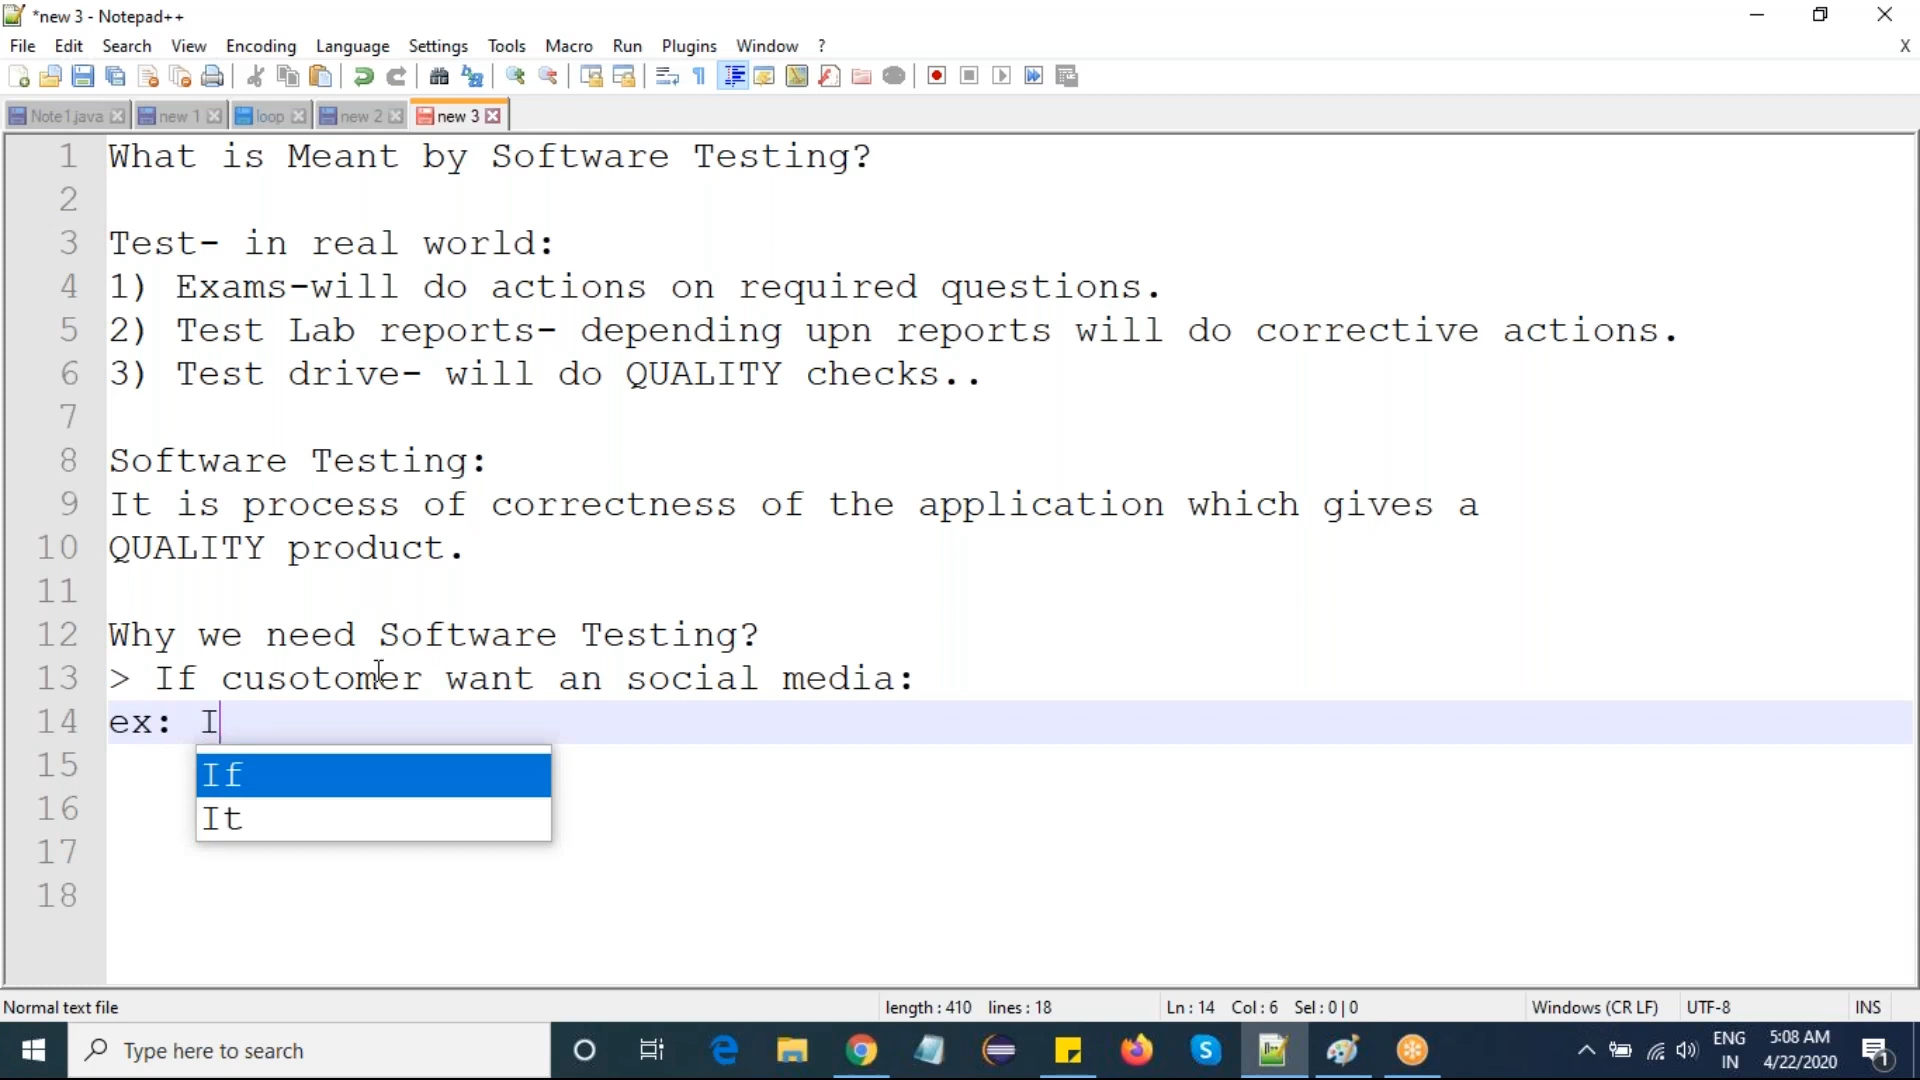 *new 3 - Notepad++
File Edit Search View Encoding Language Settings Tools Macro Run Plugins Window ? X
Note1.java new 1 loop new 2 new 3
1 What is Meant by Software Testing?
2
3 Test- in real world:
4 1) Exams-will do actions on required questions.
5 2) Test Lab reports- depending upn reports will do corrective actions.
6 3) Test drive- will do QUALITY checks..
7
8 Software Testing:
9 It is process of correctness of the application which gives a
10 QUALITY product.
11
12 Why we need Software Testing?
13 > If cusotomer want an social media:
14 ex: I
15 If
16 It
17
18
Normal text file length : 410 lines : 18 Ln : 14 Col : 6 Sel : 0 | 0 Windows (CR LF) UTF-8 INS
Type here to search
ENG 5:08 AM
IN 4/22/2020 1